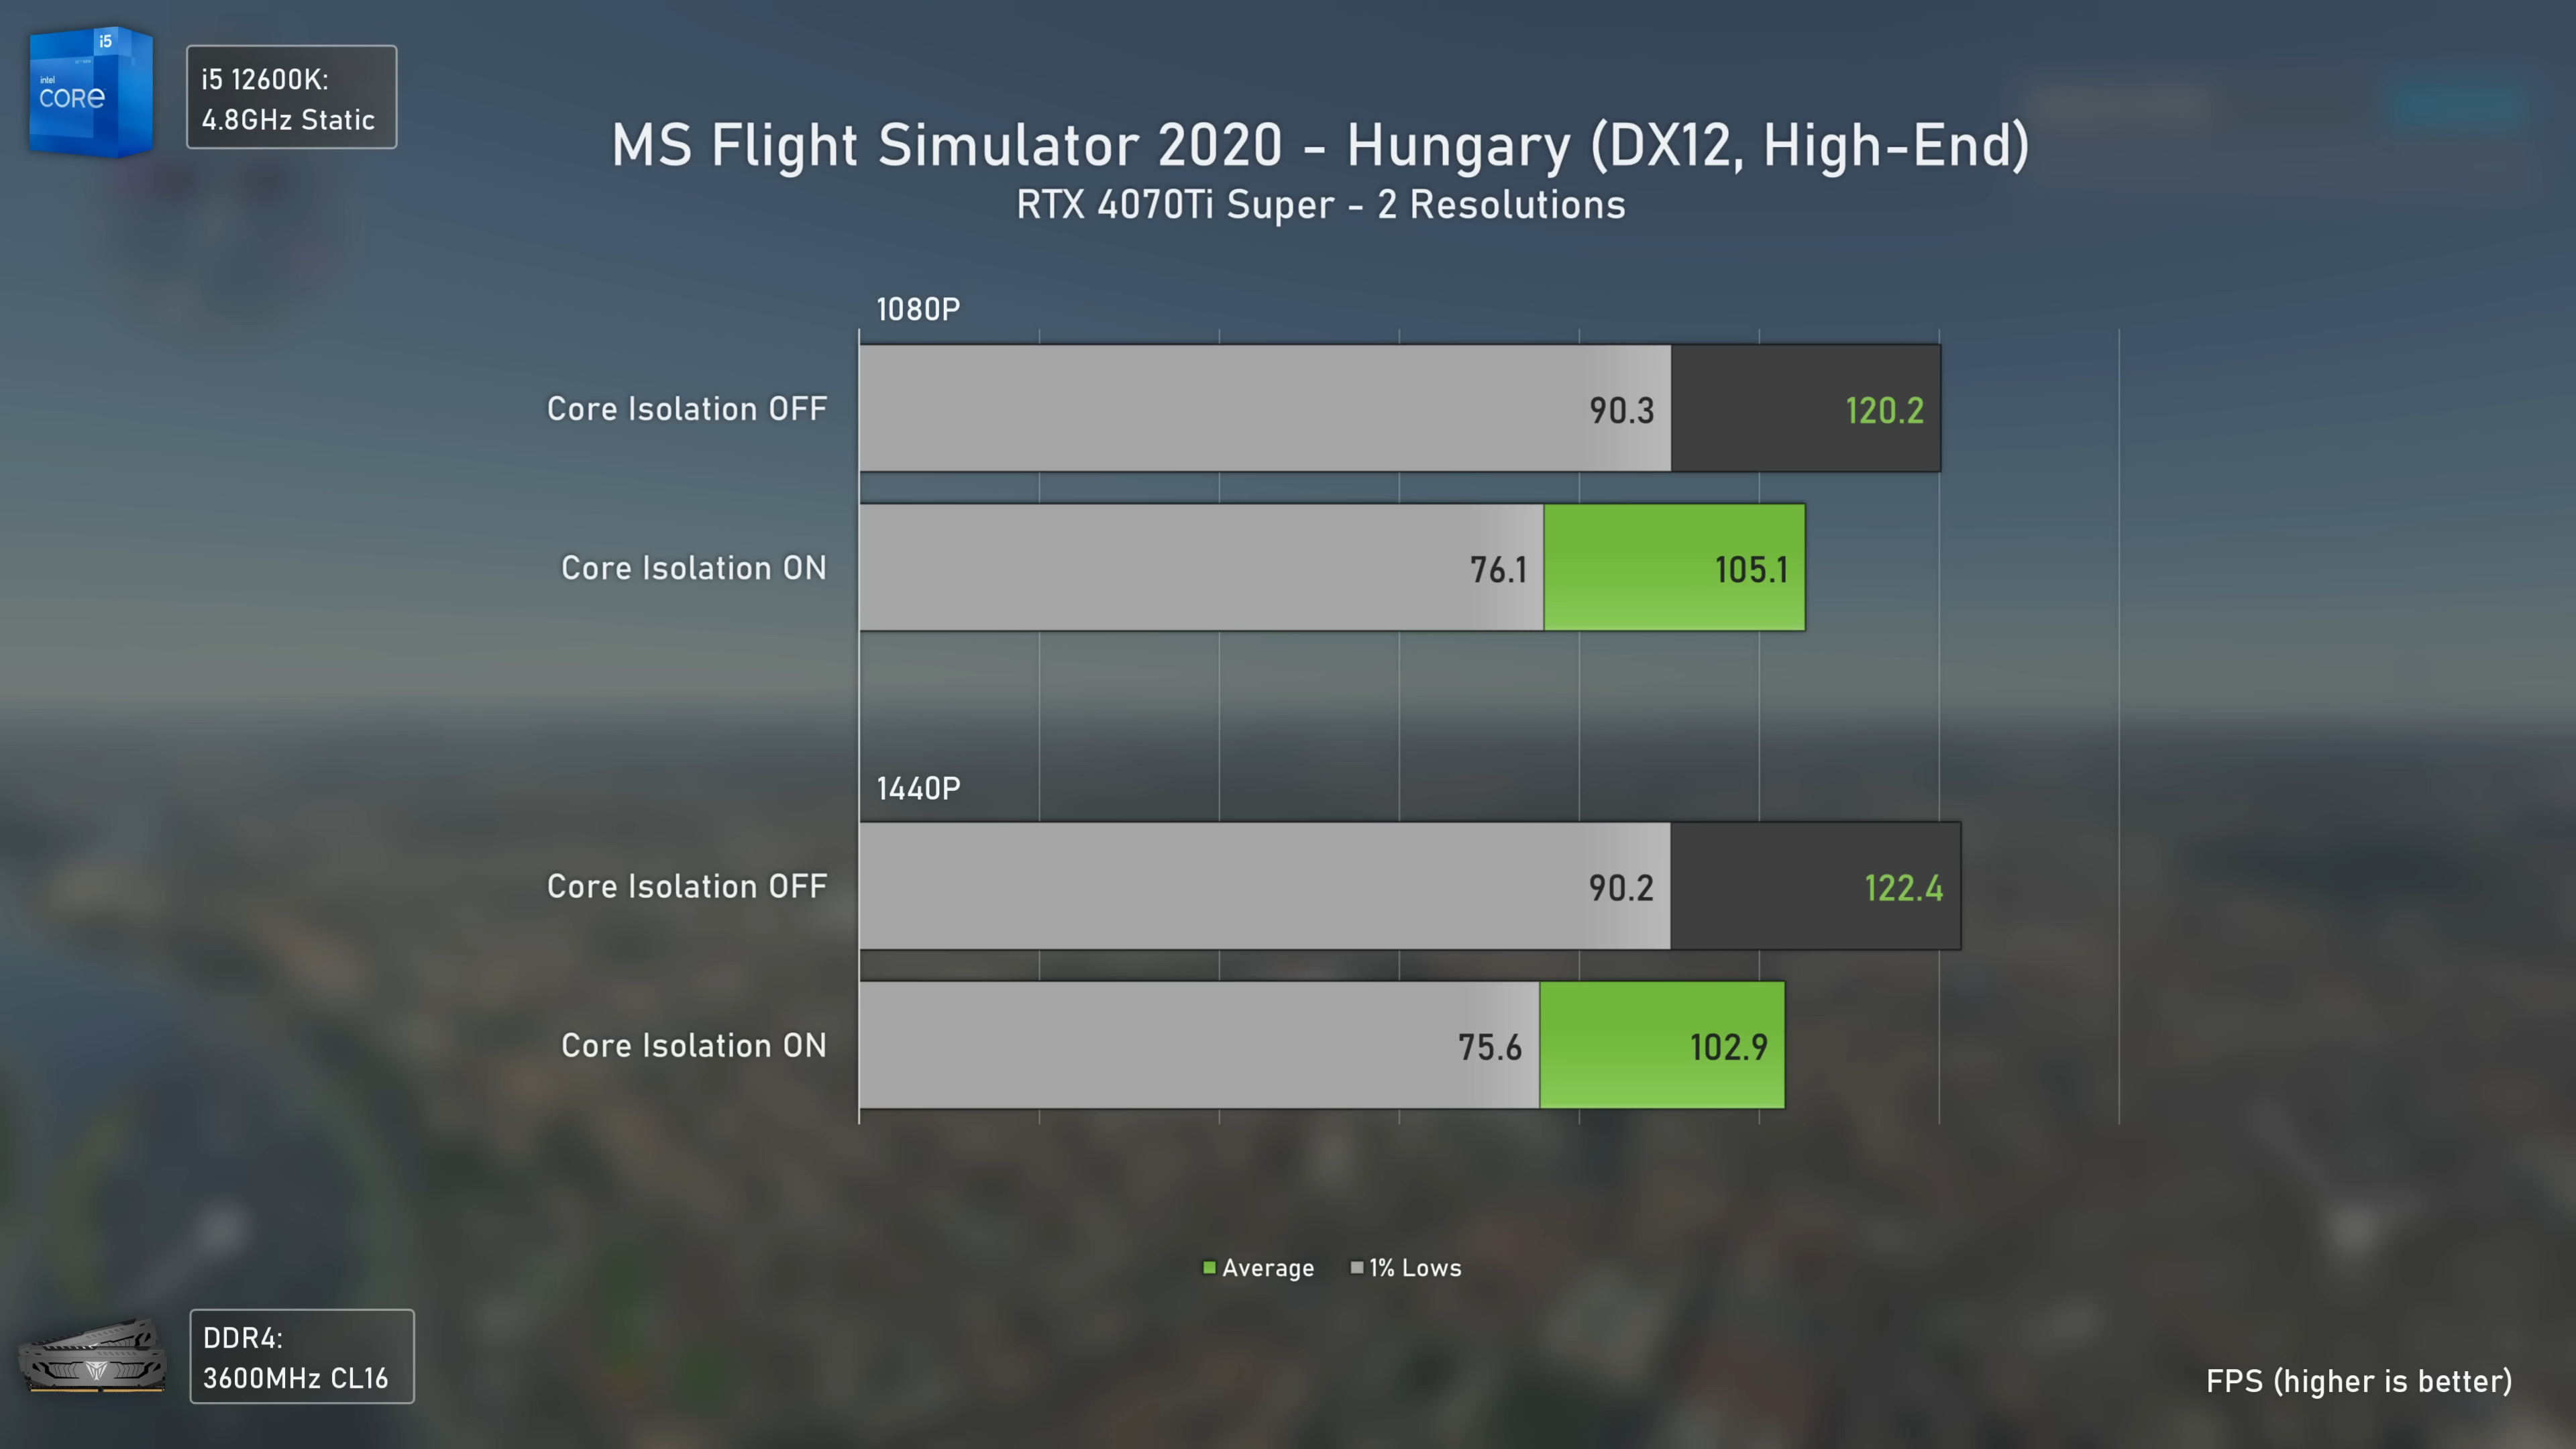 i5
intel
CORE
i5 12600K:
4.8GHz Static
MS Flight Simulator 2020 - Hungary (DX12, High-End)
RTX 4070Ti Super - 2 Resolutions
1080P
Core Isolation OFF
90.3
120.2
Core Isolation ON
76.1
105.1
1440P
Core Isolation OFF
90.2
122.4
Core Isolation ON
75.6
102.9
Average
1% Lows
DDR4:
3600MHz CL16
FPS (higher is better)